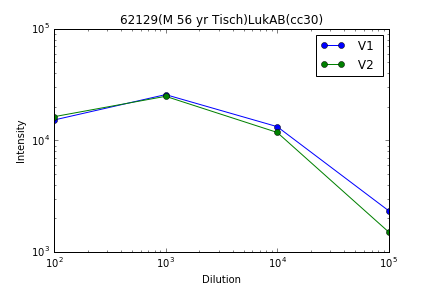 62129(M 56 yr Tisch)LukAB(cc30)
10^5
V1
V2
10^4
Intensity
10^3
10^2 10^3 10^4 10^5
Dilution